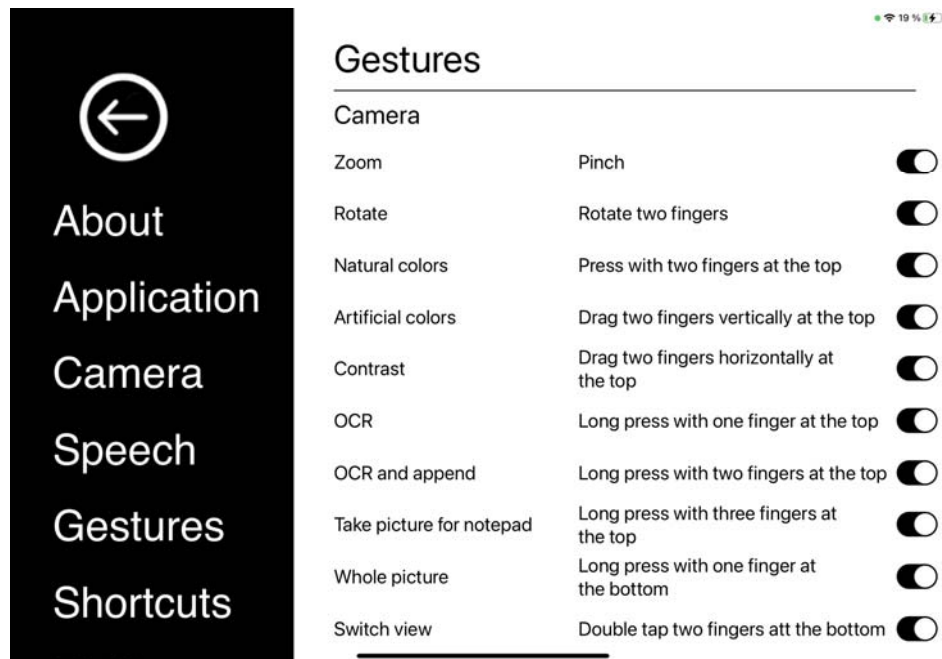 19 %
About
Application
Camera
Speech
Gestures
Shortcuts
Gestures
Camera
Zoom Pinch
Rotate Rotate two fingers
Natural colors Press with two fingers at the top
Artificial colors Drag two fingers vertically at the top
Contrast Drag two fingers horizontally at
the top
OCR Long press with one finger at the top
OCR and append Long press with two fingers at the top
Take picture for notepad Long press with three fingers at
the top
Whole picture Long press with one finger at
the bottom
Switch view Double tap two fingers att the bottom